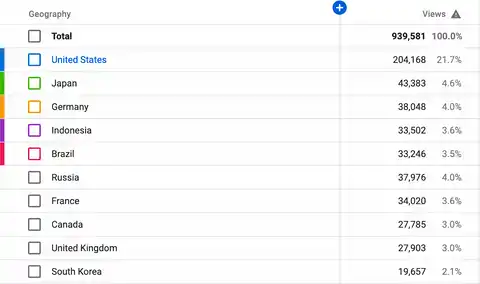 Geography Views
Total 939,581 100.0%
United States 204,168 21.7%
Japan 43,383 4.6%
Germany 38,048 4.0%
Indonesia 33,502 3.6%
Brazil 33,246 3.5%
Russia 37,976 4.0%
France 34,020 3.6%
Canada 27,785 3.0%
United Kingdom 27,903 3.0%
South Korea 19,657 2.1%